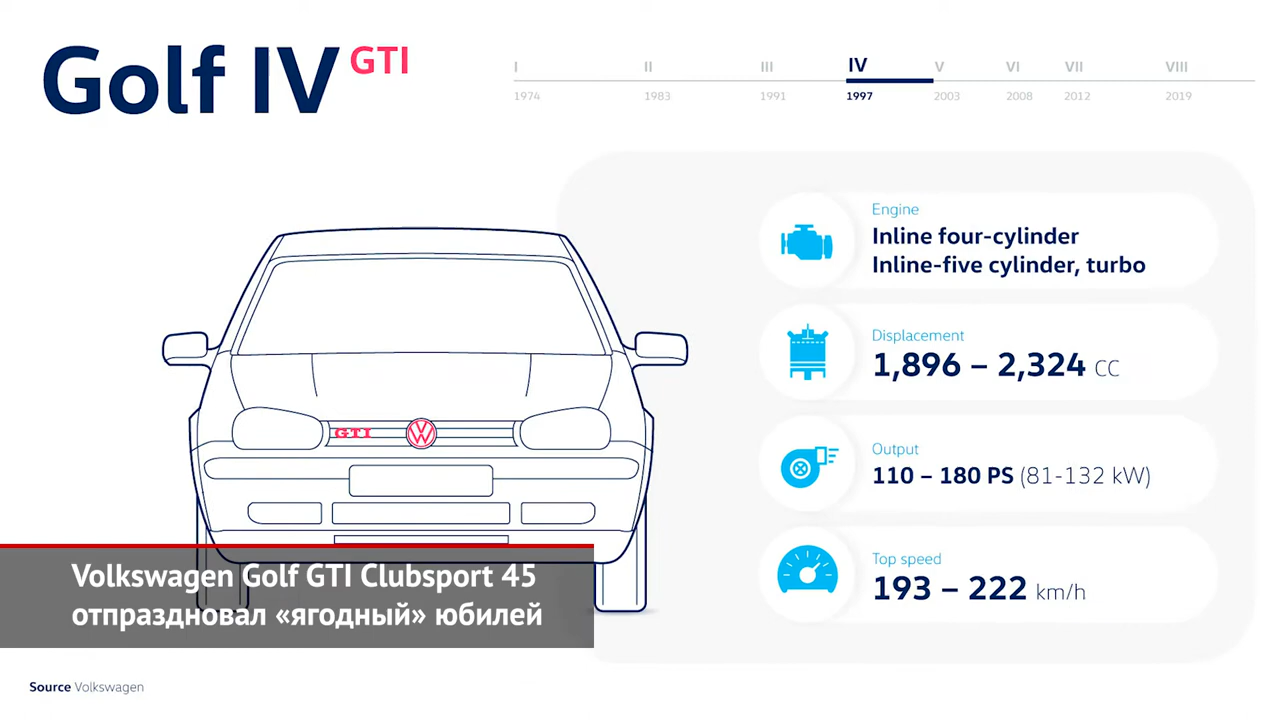 Golf IV GTI
I II III IV V VI VII VIII
1974 1983 1991 1997 2003 2008 2012 2019
Engine
Inline four-cylinder
Inline-five cylinder, turbo
Displacement
1,896 – 2,324 CC
GTI
Output
110 – 180 PS (81-132 kW)
Top speed
193 – 222 km/h
Volkswagen Golf GTI Clubsport 45
отпраздновал «ягодный» юбилей
Source Volkswagen